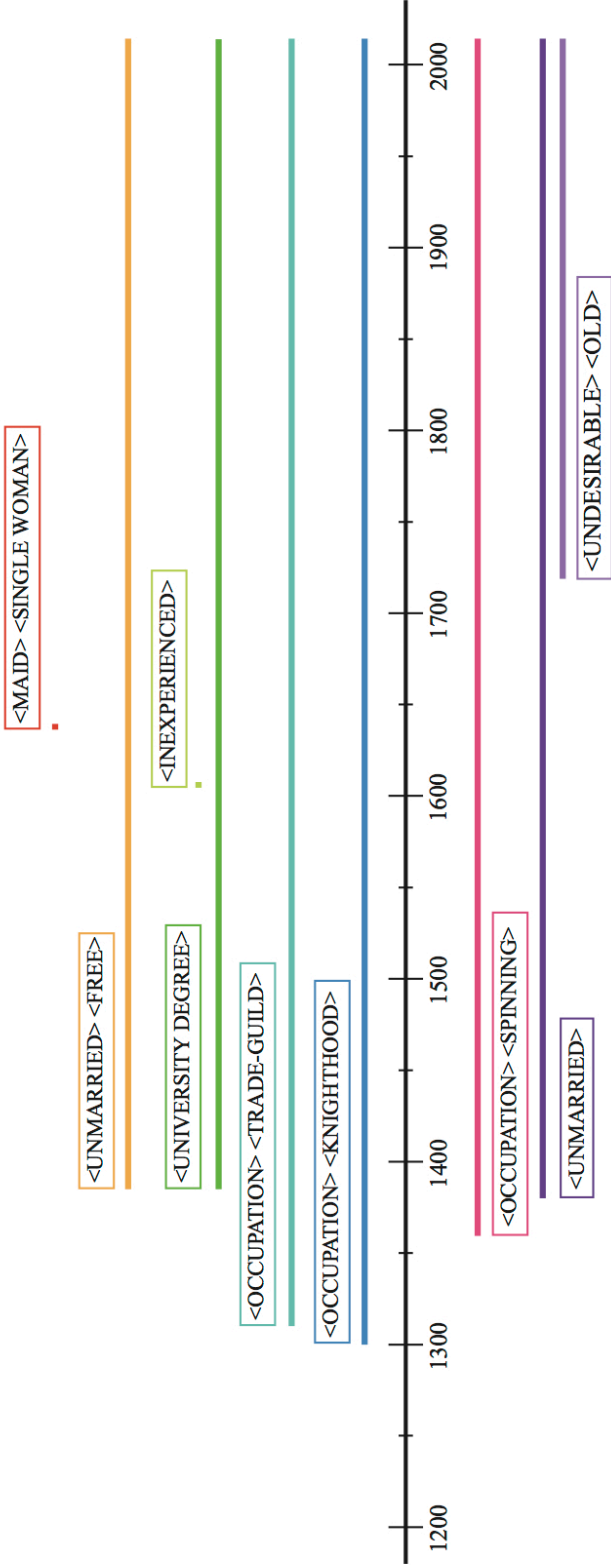 <MAID> <SINGLE WOMAN>
<UNMARRIED> <FREE>
<INEXPERIENCED>
<UNIVERSITY DEGREE>
<OCCUPATION> <TRADE-GUILD>
<OCCUPATION> <KNIGHTHOOD>
1200
1300
1400
1500
1600
1700
1800
1900
2000
<OCCUPATION> <SPINNING>
<UNMARRIED>
<UNDESIRABLE> <OLD>